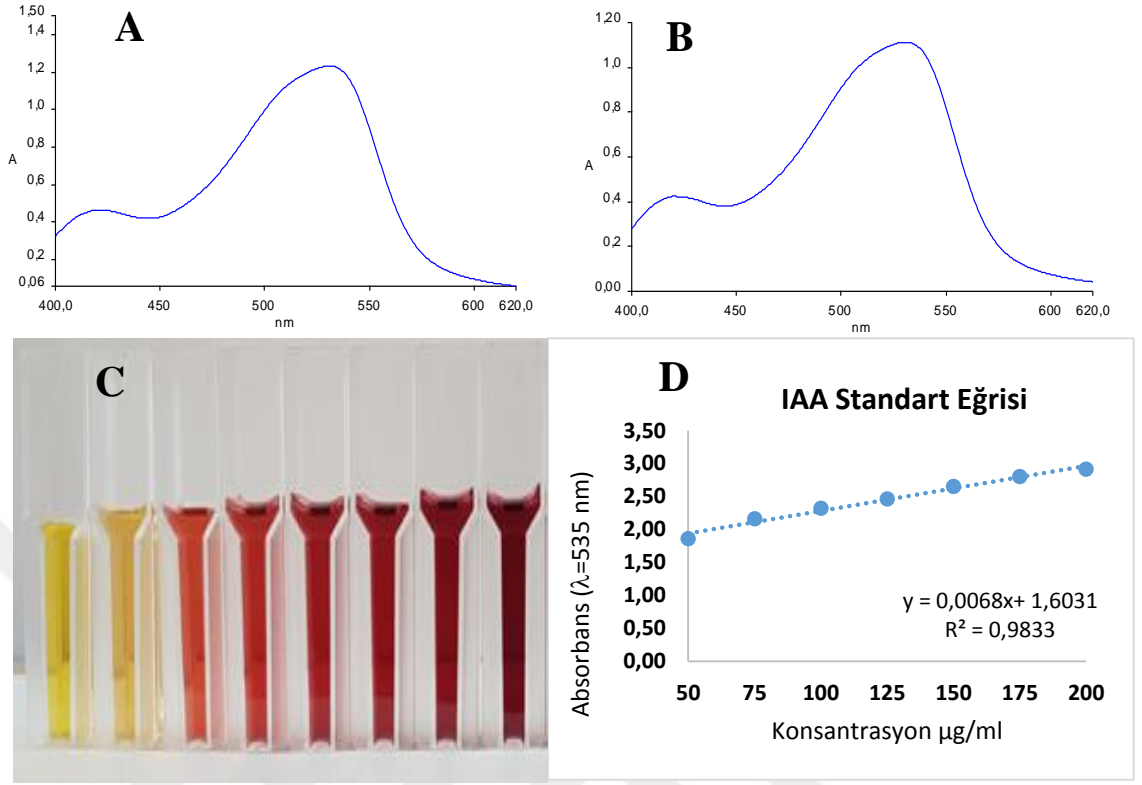 A
1,50
1,4
1,2
1,0
0,8
0,6
0,4
0,2
0,06
A
400,0 450 500 550 600 620,0
nm
B
1,20
1,0
0,8
0,6
0,4
0,2
0,00
A
400,0 450 500 550 600 620,0
nm
C
D
IAA Standart Eğrisi
3,50
3,00
2,50
2,00
1,50
1,00
0,50
0,00
Absorbans (λ=535 nm)
y = 0,0068x+ 1,6031
R² = 0,9833
50 75 100 125 150 175 200
Konsantrasyon µg/ml